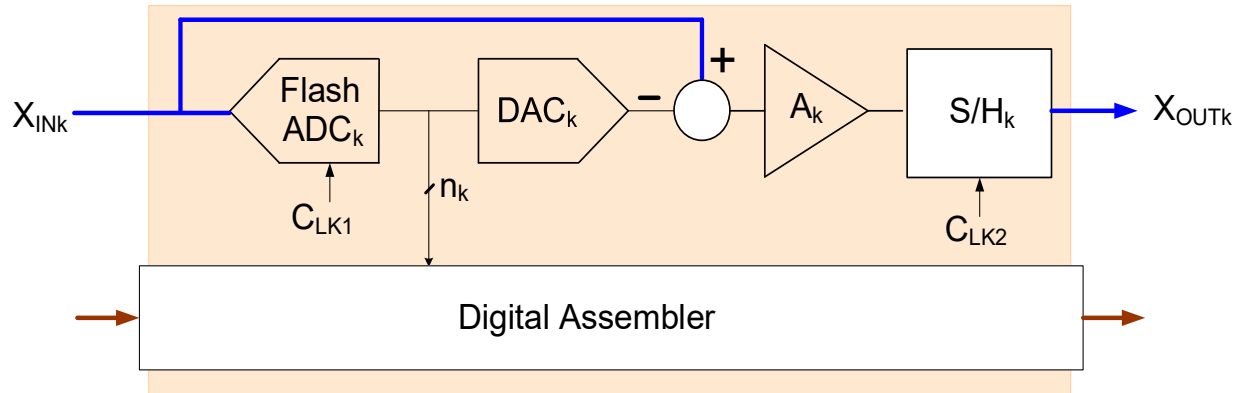 X_INk
Flash
ADC_k
C_LK1
n_k
DAC_k
−
+
A_k
S/H_k
C_LK2
X_OUTk
Digital Assembler